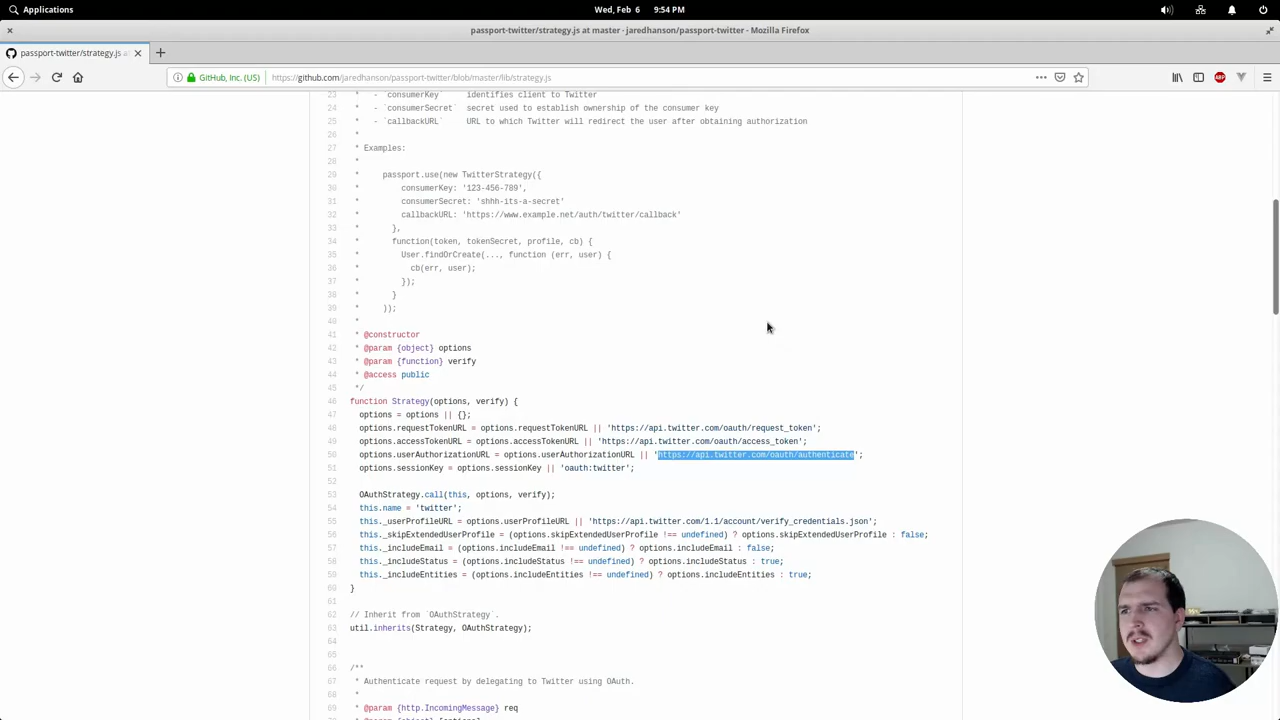 Applications
Wed, Feb 6 9:54 PM
passport-twitter/strategy.js at master · jaredhanson/passport-twitter - Mozilla Firefox
passport-twitter/strategy.js a
GitHub, Inc. (US)
https://github.com/jaredhanson/passport-twitter/blob/master/lib/strategy.js
23 * - `consumerKey` identifies client to Twitter
24 * - `consumerSecret` secret used to establish ownership of the consumer key
25 * - `callbackURL` URL to which Twitter will redirect the user after obtaining authorization
26 *
27 * Examples:
28 *
29 * passport.use(new TwitterStrategy({
30 * consumerKey: '123-456-789',
31 * consumerSecret: 'shhh-its-a-secret'
32 * callbackURL: 'https://www.example.net/auth/twitter/callback'
33 * },
34 * function(token, tokenSecret, profile, cb) {
35 * User.findOrCreate(..., function (err, user) {
36 * cb(err, user);
37 * });
38 * }
39 * ));
40 *
41 * @constructor
42 * @param {object} options
43 * @param {function} verify
44 * @access public
45 */
46 function Strategy(options, verify) {
47 options = options || {};
48 options.requestTokenURL = options.requestTokenURL || 'https://api.twitter.com/oauth/request_token';
49 options.accessTokenURL = options.accessTokenURL || 'https://api.twitter.com/oauth/access_token';
50 options.userAuthorizationURL = options.userAuthorizationURL || 'https://api.twitter.com/oauth/authenticate';
51 options.sessionKey = options.sessionKey || 'oauth:twitter';
52
53 OAuthStrategy.call(this, options, verify);
54 this.name = 'twitter';
55 this._userProfileURL = options.userProfileURL || 'https://api.twitter.com/1.1/account/verify_credentials.json';
56 this._skipExtendedUserProfile = (options.skipExtendedUserProfile !== undefined) ? options.skipExtendedUserProfile : false;
57 this._includeEmail = (options.includeEmail !== undefined) ? options.includeEmail : false;
58 this._includeStatus = (options.includeStatus !== undefined) ? options.includeStatus : true;
59 this._includeEntities = (options.includeEntities !== undefined) ? options.includeEntities : true;
60 }
61
62 // Inherit from `OAuthStrategy`.
63 util.inherits(Strategy, OAuthStrategy);
64
65
66 /**
67 * Authenticate request by delegating to Twitter using OAuth.
68 *
69 * @param {http.IncomingMessage} req